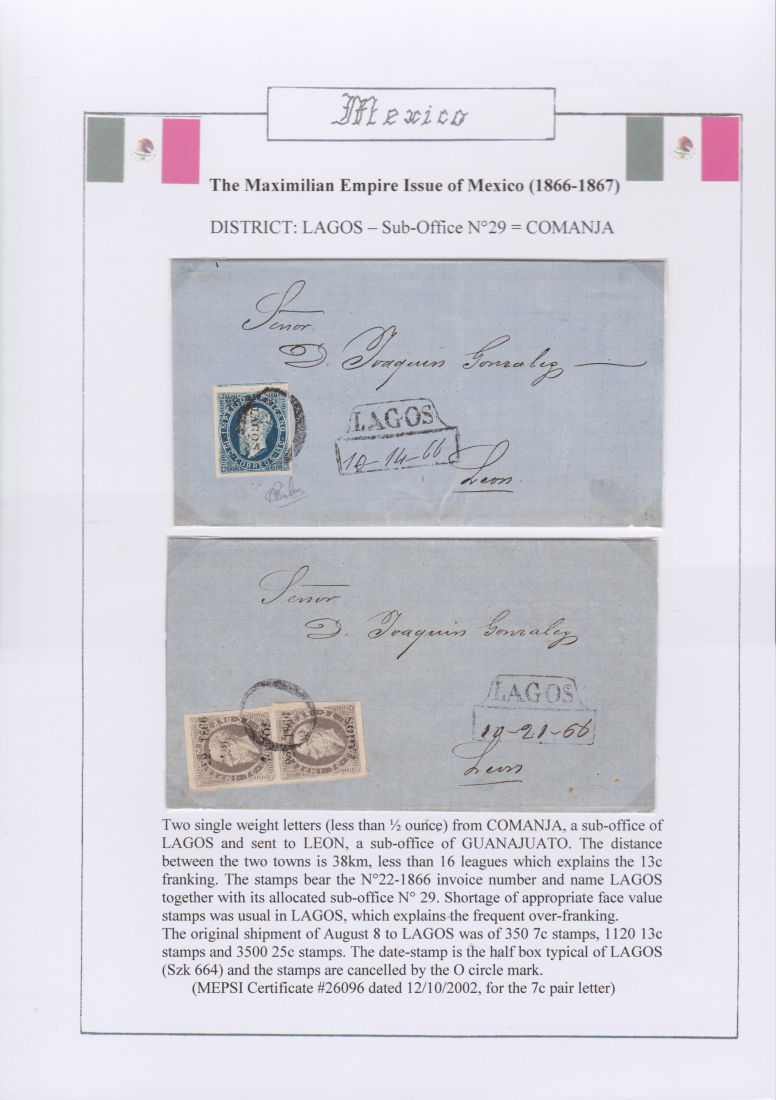 Mexico
The Maximilian Empire Issue of Mexico (1866-1867)
DISTRICT: LAGOS – Sub-Office N°29 = COMANJA
Señor.
D. Joaquin Gonzalez
LAGOS
10-14-66
Leon.
LAGOS
Señor
D. Joaquin Gonzalez
LAGOS
10-21-66
Leon
1866
LAGOS
Two single weight letters (less than ½ ounce) from COMANJA, a sub-office of
LAGOS and sent to LEON, a sub-office of GUANAJUATO. The distance
between the two towns is 38km, less than 16 leagues which explains the 13c
franking. The stamps bear the N°22-1866 invoice number and name LAGOS
together with its allocated sub-office N° 29. Shortage of appropriate face value
stamps was usual in LAGOS, which explains the frequent over-franking.
The original shipment of August 8 to LAGOS was of 350 7c stamps, 1120 13c
stamps and 3500 25c stamps. The date-stamp is the half box typical of LAGOS
(Szk 664) and the stamps are cancelled by the O circle mark.
(MEPSI Certificate #26096 dated 12/10/2002, for the 7c pair letter)